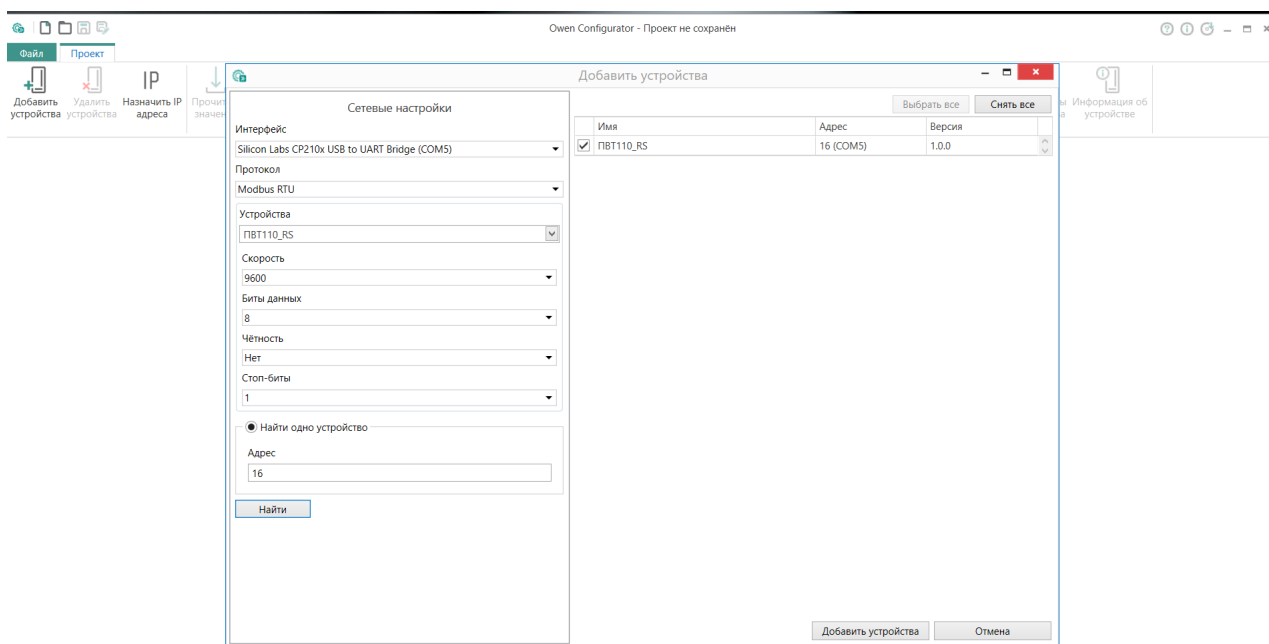 Owen Configurator - Проект не сохранён
Файл Проект
Добавить устройства
Удалить устройства
Назначить IP адреса
Информация об устройстве
Добавить устройства
Сетевые настройки
Интерфейс
Silicon Labs CP210x USB to UART Bridge (COM5)
Протокол
Modbus RTU
Устройства
ПВТ110_RS
Скорость
9600
Биты данных
8
Чётность
Нет
Стоп-биты
1
Найти одно устройство
Адрес
16
Найти
Выбрать все Снять все
Имя Адрес Версия
ПВТ110_RS 16 (COM5) 1.0.0
Добавить устройства Отмена